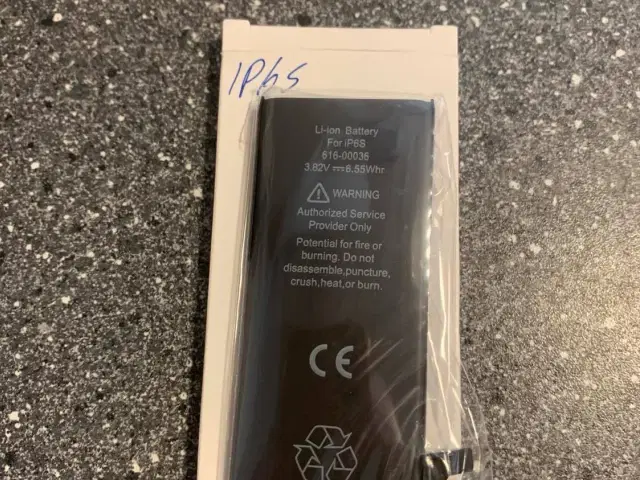 IP6S
Li-ion Battery
For iP6S
616-00036
3.82V ⎓ 6.55Whr
WARNING
Authorized Service
Provider Only
Potential for fire or
burning. Do not
disassemble,puncture,
crush,heat,or burn.
CE